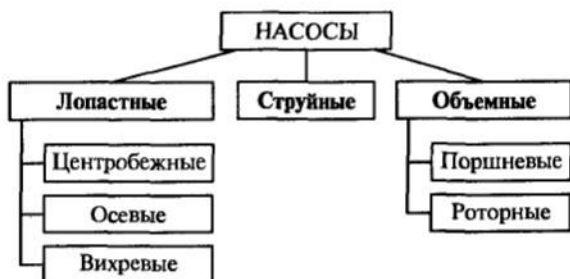 НАСОСЫ
Лопастные
Струйные
Объемные
Центробежные
Поршневые
Осевые
Роторные
Вихревые